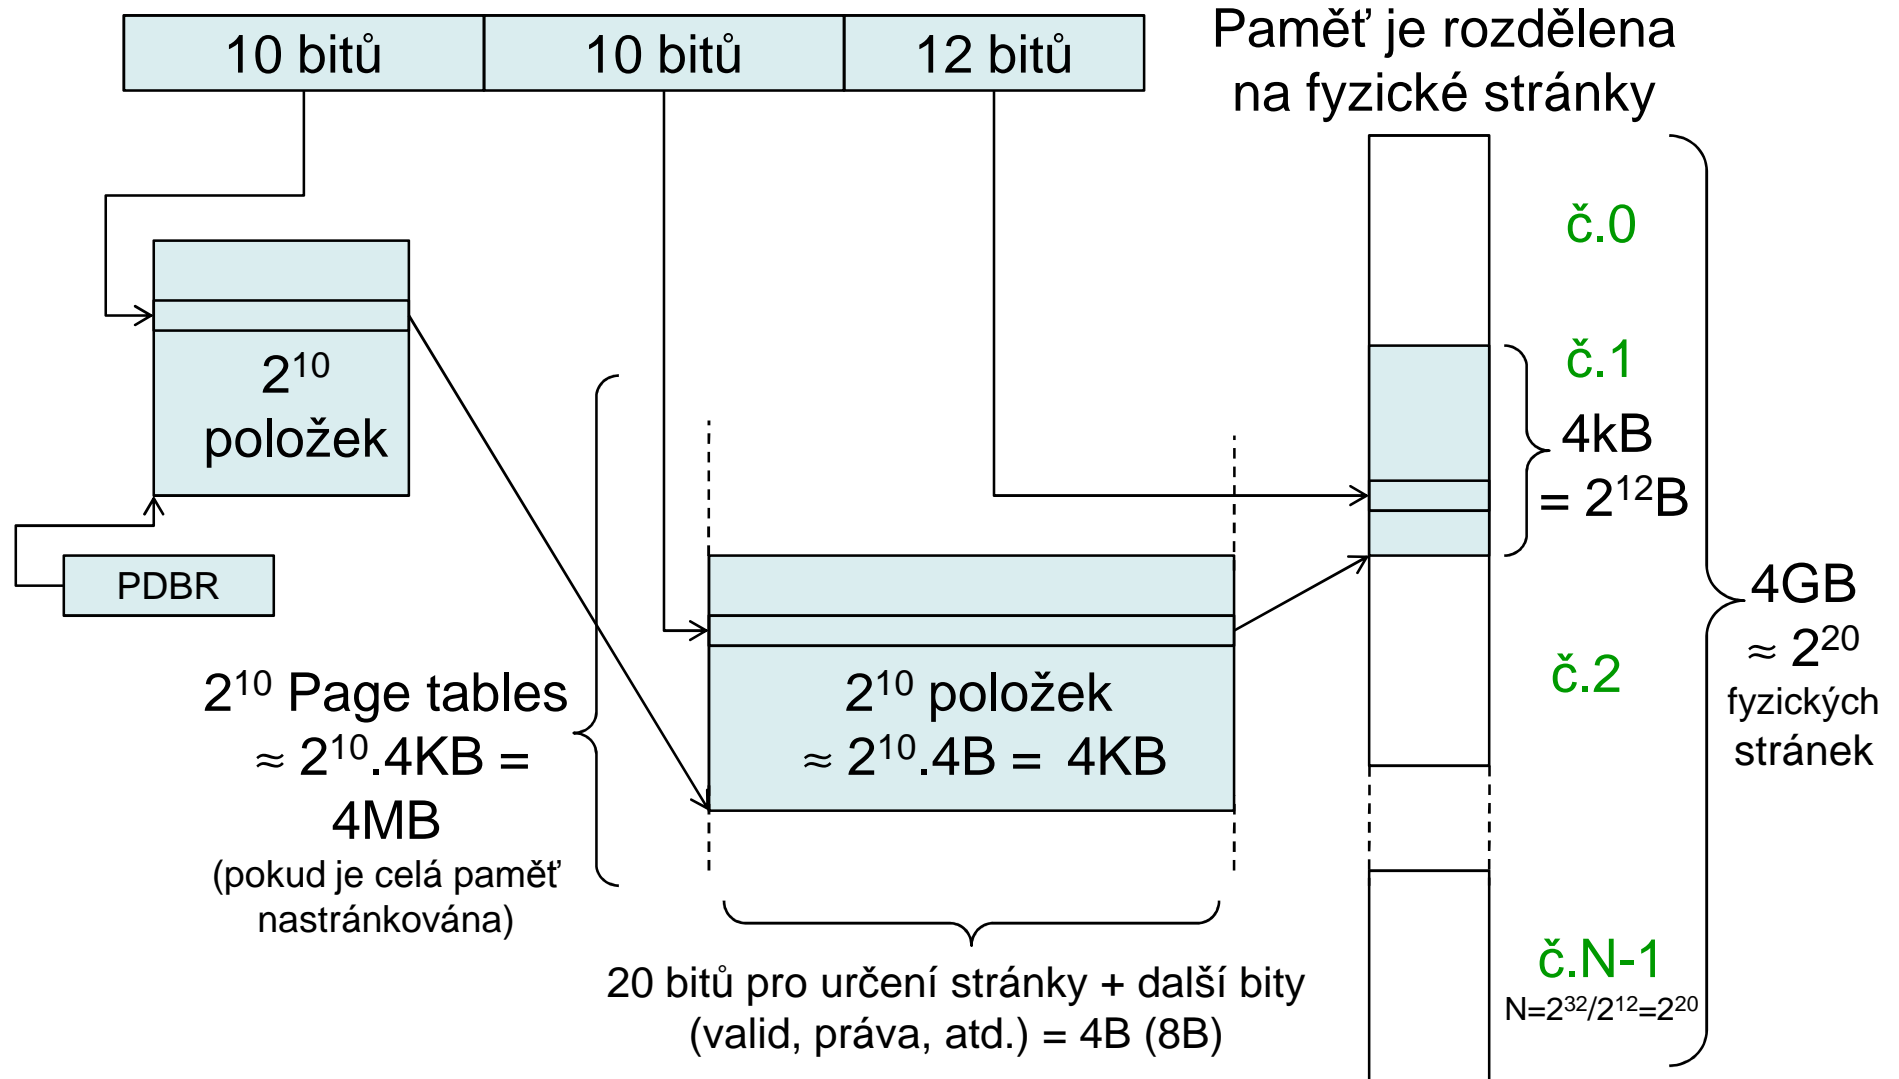 10 bitů
10 bitů
12 bitů
Paměť je rozdělena
na fyzické stránky
č.0
2¹⁰
položek
č.1
4kB
= 2¹²B
PDBR
2¹⁰ Page tables
≈ 2¹⁰.4KB =
4MB
(pokud je celá paměť
nastránkována)
2¹⁰ položek
≈ 2¹⁰.4B = 4KB
č.2
4GB
≈ 2²⁰
fyzických
stránek
20 bitů pro určení stránky + další bity
(valid, práva, atd.) = 4B (8B)
č.N-1
N=2³²/2¹²=2²⁰